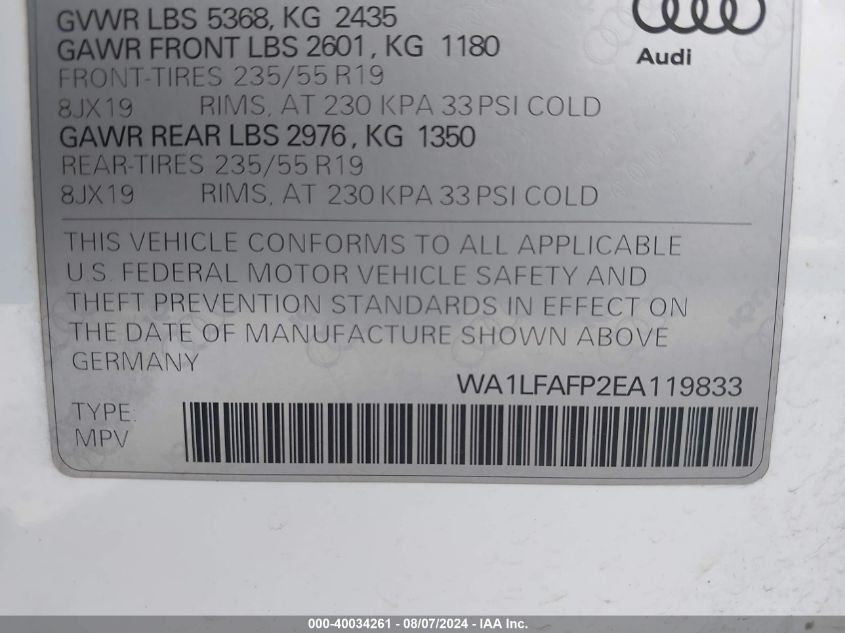 GVWR LBS 5368, KG 2435
GAWR FRONT LBS 2601, KG 1180
Audi
FRONT-TIRES 235/55 R19
8JX19 RIMS, AT 230 KPA 33 PSI COLD
GAWR REAR LBS 2976, KG 1350
REAR-TIRES 235/55 R19
8JX19 RIMS, AT 230 KPA 33 PSI COLD
THIS VEHICLE CONFORMS TO ALL APPLICABLE
U.S. FEDERAL MOTOR VEHICLE SAFETY AND
THEFT PREVENTION STANDARDS IN EFFECT ON
THE DATE OF MANUFACTURE SHOWN ABOVE
GERMANY
WA1LFAFP2EA119833
TYPE:
MPV
000-40034261 - 08/07/2024 - IAA Inc.